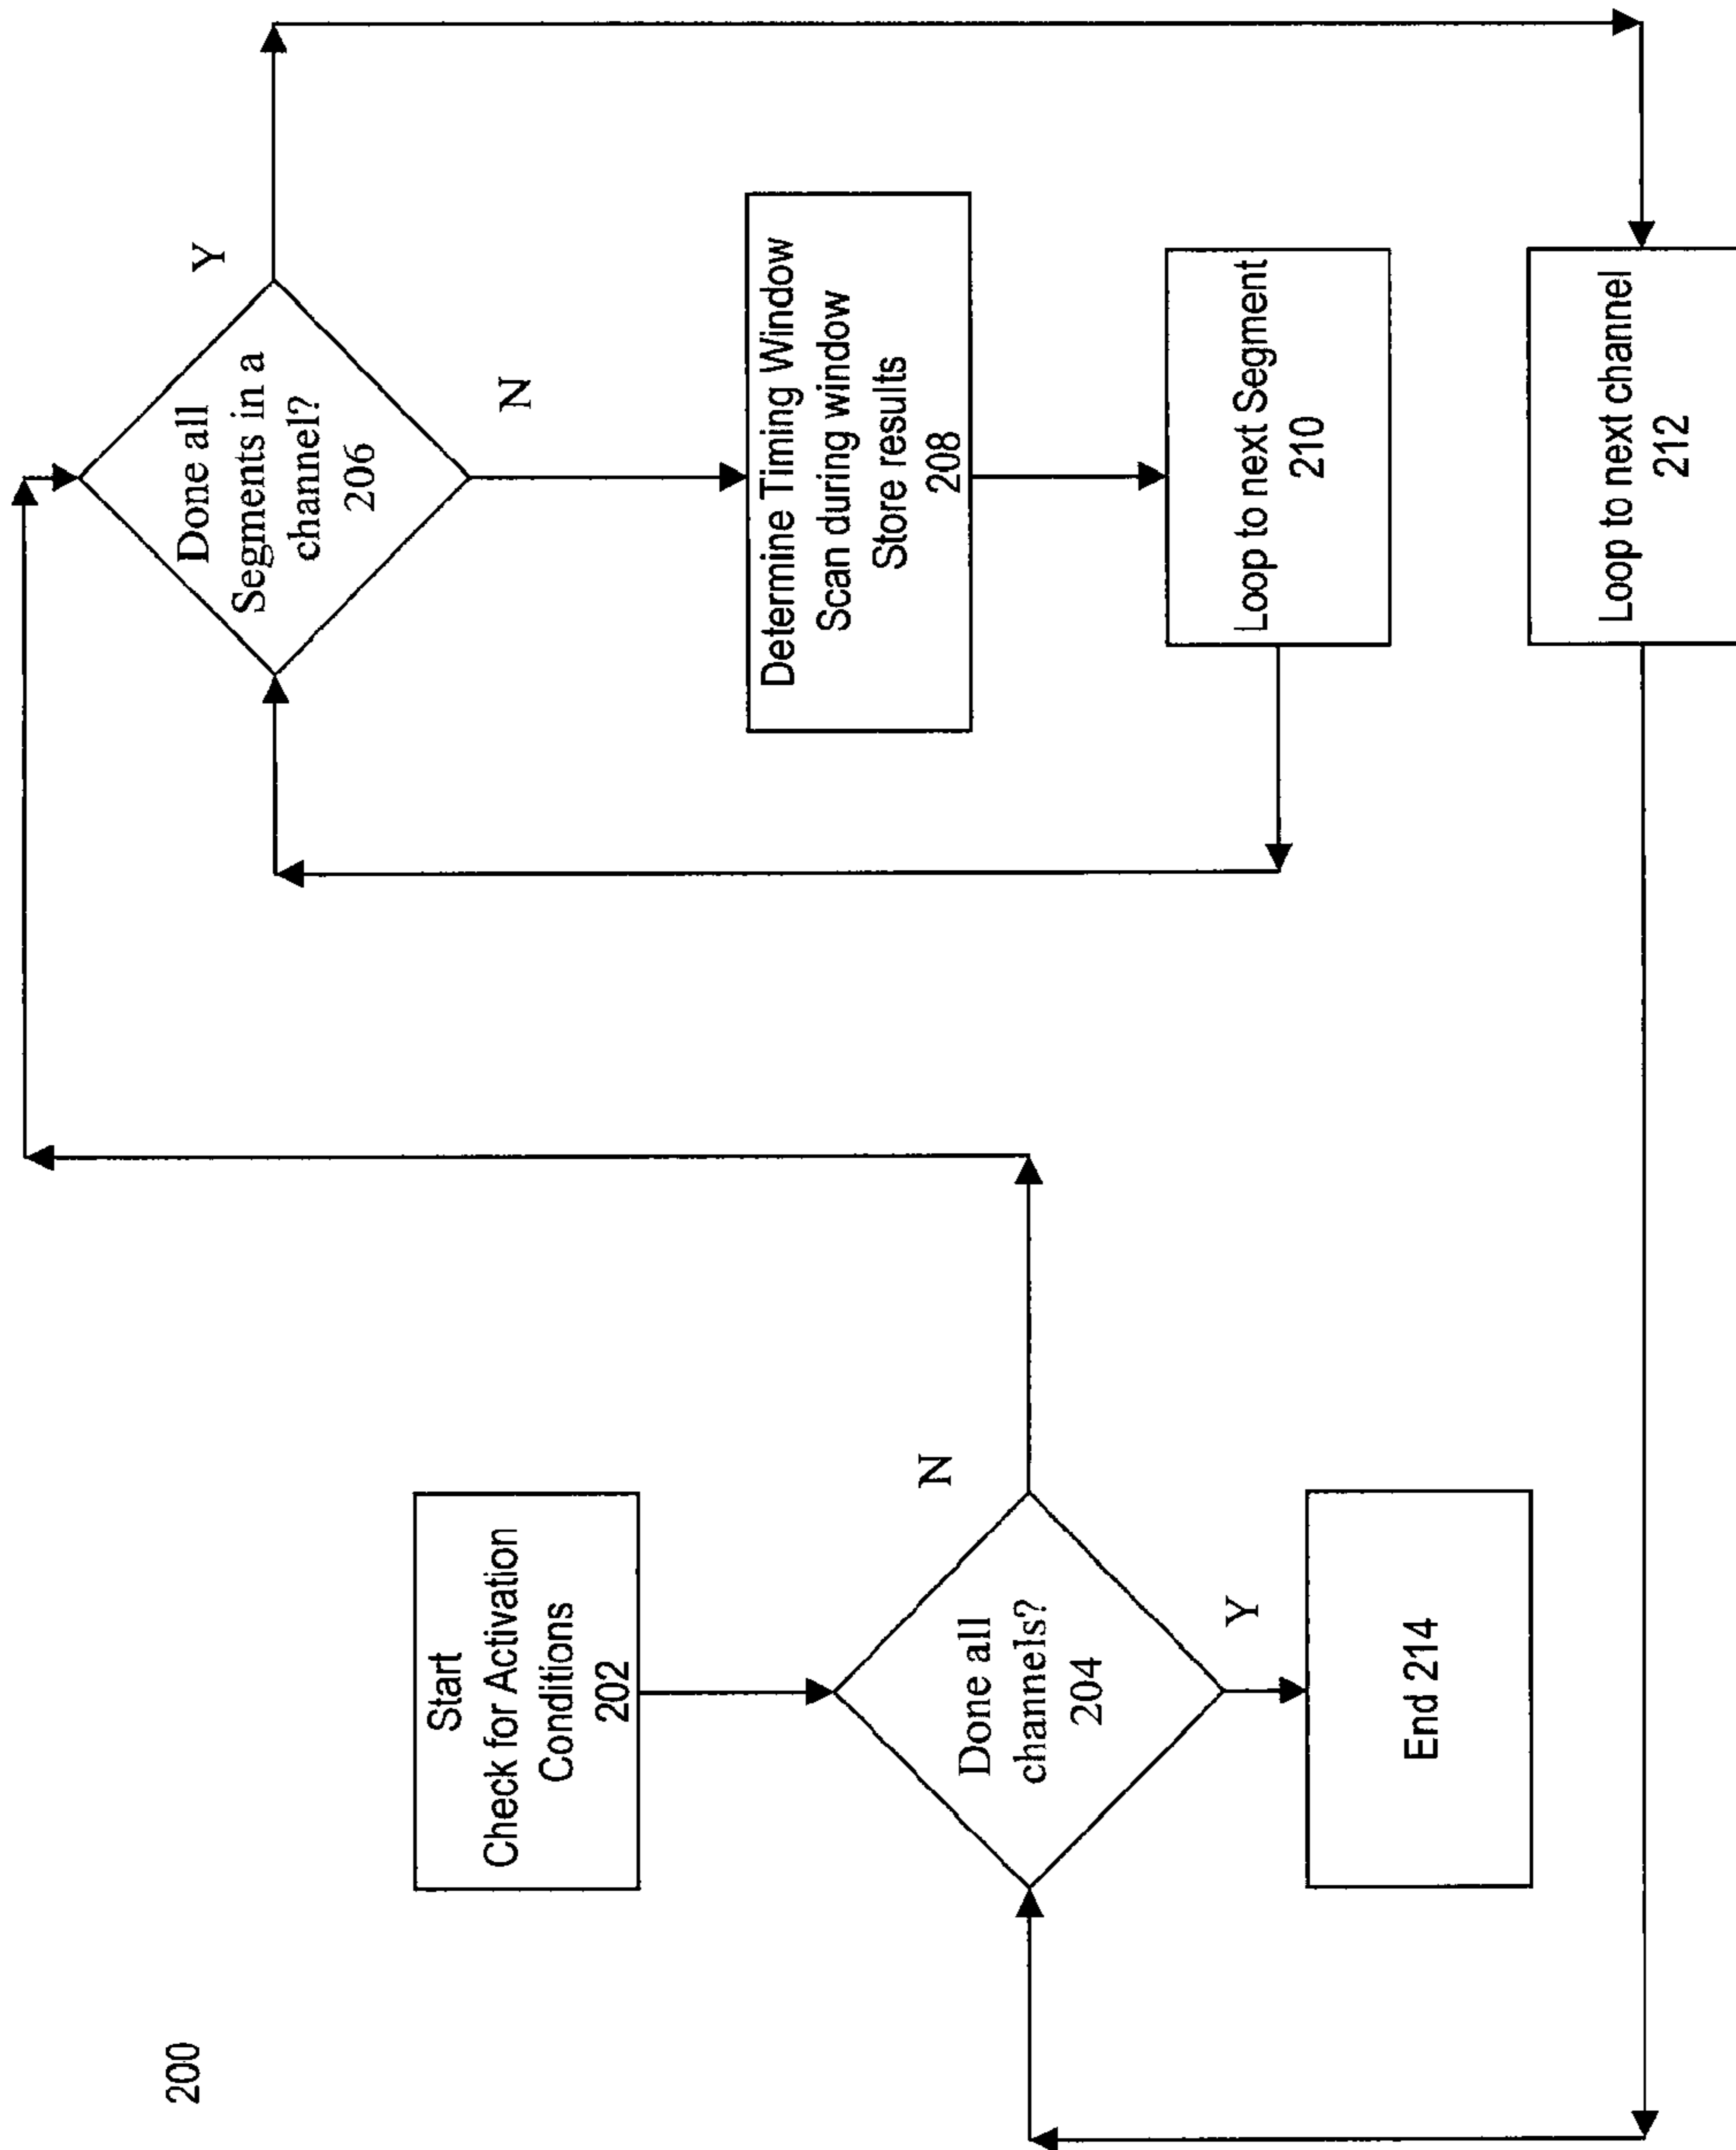 200
Start
Check for Activation
Conditions
202
Done all
channels?
204
N
Y
End 214
Done all
Segments in a
channel?
206
Y
N
Determine Timing Window
Scan during window
Store results
208
Loop to next Segment
210
Loop to next channel
212